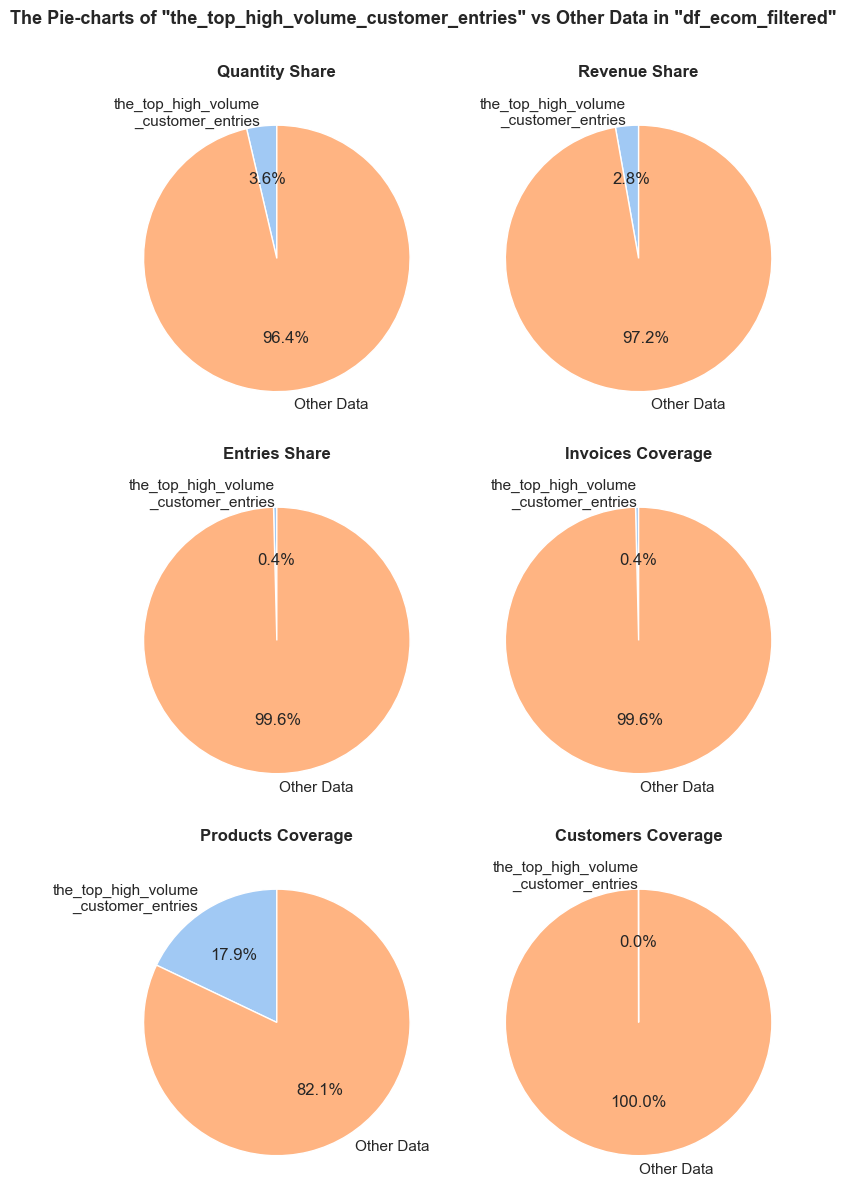 The Pie-charts of "the_top_high_volume_customer_entries" vs Other Data in "df_ecom_filtered"
Quantity Share
the_top_high_volume
_customer_entries
3.6%
96.4%
Other Data
Revenue Share
the_top_high_volume
_customer_entries
2.8%
97.2%
Other Data
Entries Share
the_top_high_volume
_customer_entries
0.4%
99.6%
Other Data
Invoices Coverage
the_top_high_volume
_customer_entries
0.4%
99.6%
Other Data
Products Coverage
the_top_high_volume
_customer_entries
17.9%
82.1%
Other Data
Customers Coverage
the_top_high_volume
_customer_entries
0.0%
100.0%
Other Data